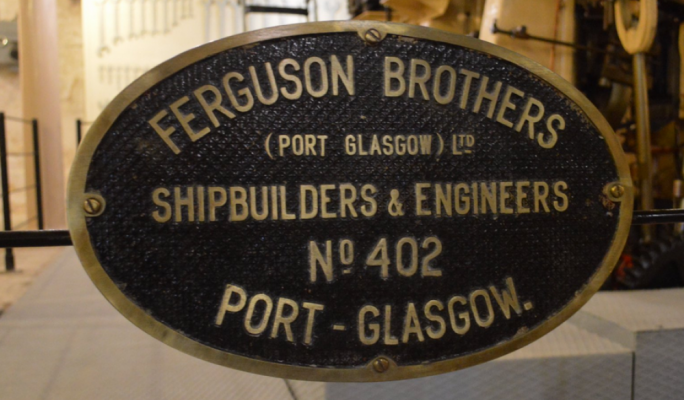 FERGUSON BROTHERS
(PORT GLASGOW) LTD
SHIPBUILDERS & ENGINEERS
No 402
PORT-GLASGOW.